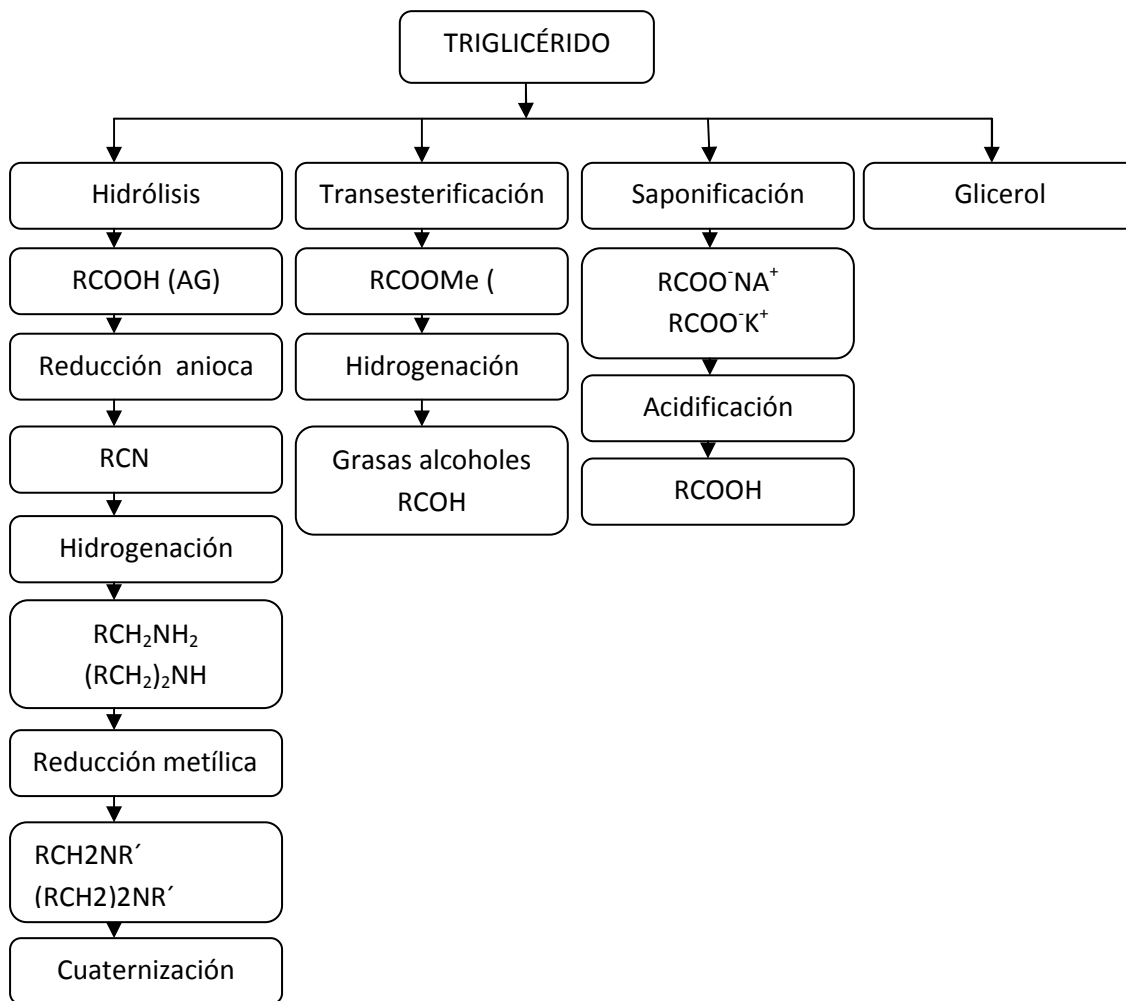 TRIGLICÉRIDO
Hidrólisis
Transesterificación
Saponificación
Glicerol
RCOOH (AG)
RCOOMe (
RCOO⁻NA⁺
RCOO⁻K⁺
Reducción anioca
Hidrogenación
Acidificación
RCN
Grasas alcoholes
RCOH
RCOOH
Hidrogenación
RCH₂NH₂
(RCH₂)₂NH
Reducción metílica
RCH2NR´
(RCH2)2NR´
Cuaternización